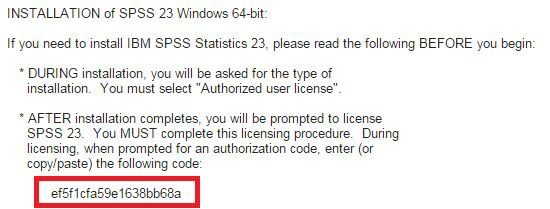 INSTALLATION of SPSS 23 Windows 64-bit:
If you need to install IBM SPSS Statistics 23, please read the following BEFORE you begin:
* DURING installation, you will be asked for the type of
installation. You must select "Authorized user license".
* AFTER installation completes, you will be prompted to license
SPSS 23. You MUST complete this licensing procedure. During
licensing, when prompted for an authorization code, enter (or
copy/paste) the following code:
ef5f1cfa59e1638bb68a